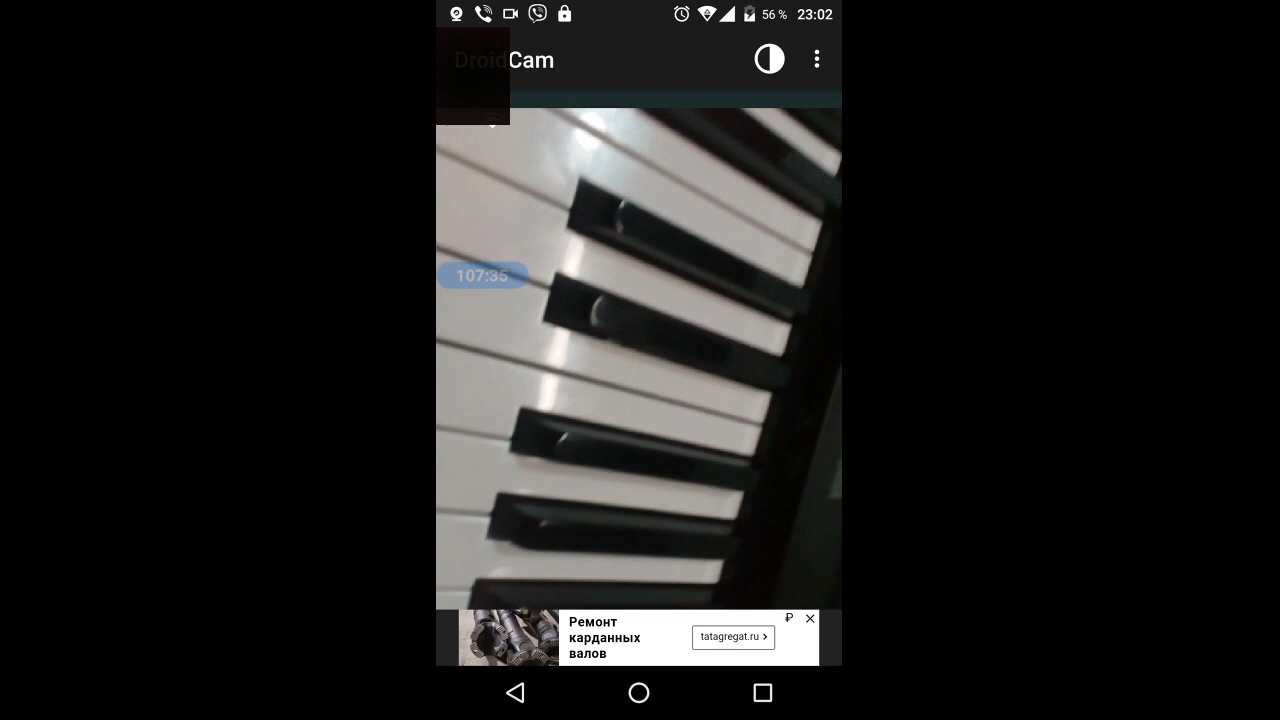 56 % 23:02
DroidCam
107:35
Ремонт
карданных
валов
tatagregat.ru
₽